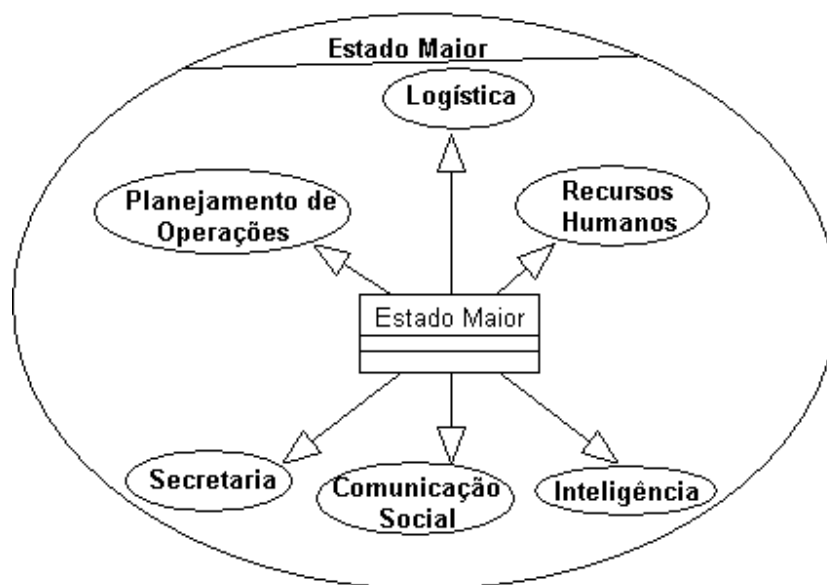 Estado Maior
Logística
Planejamento de
Operações
Recursos
Humanos
Estado Maior
Secretaria
Comunicação
Social
Inteligência